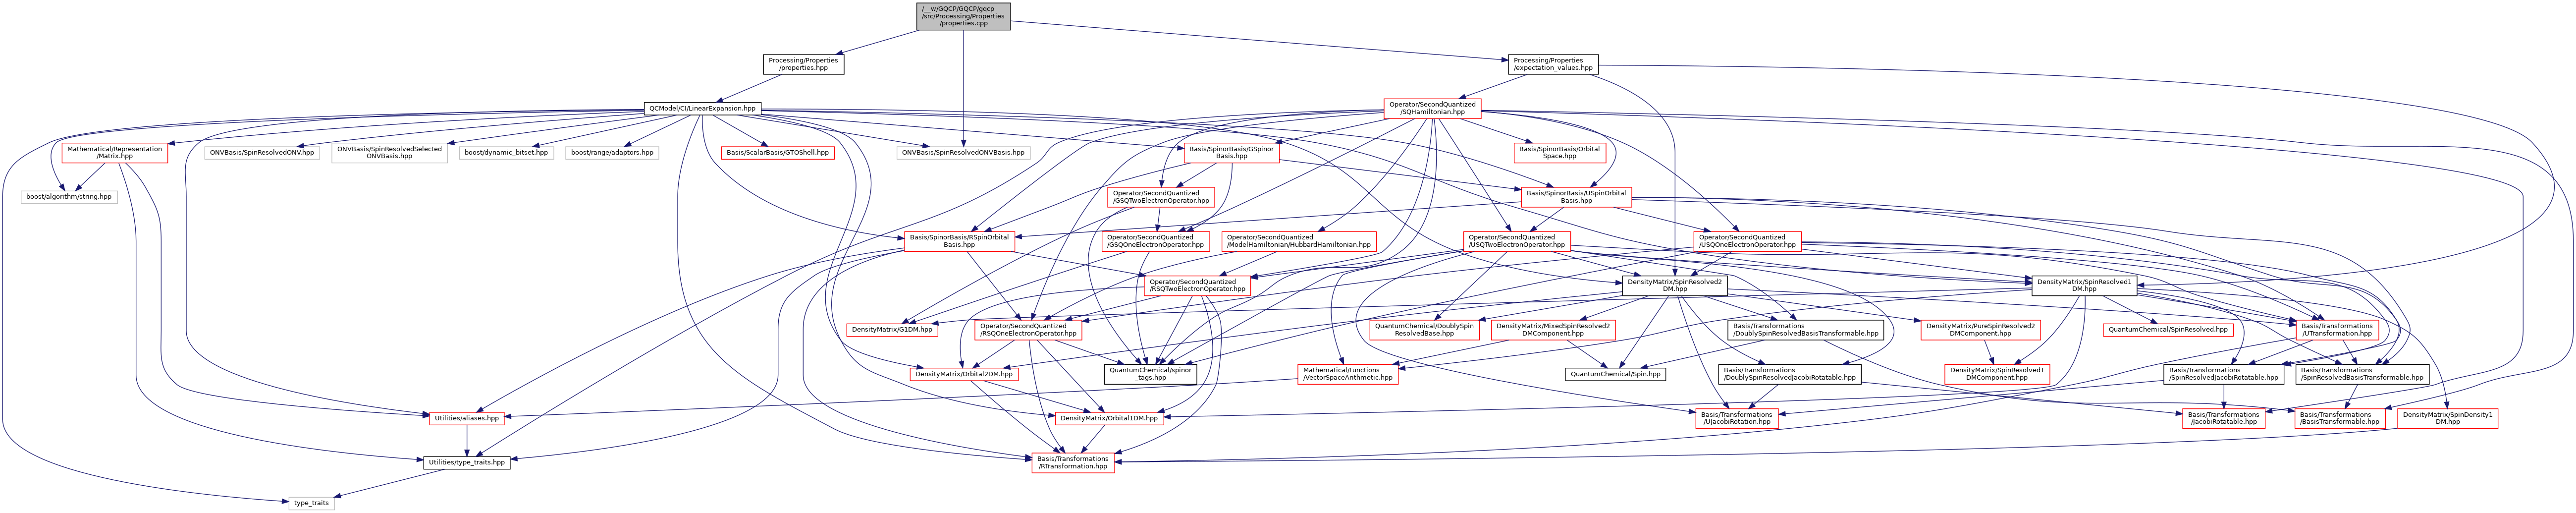 /__w/GQCP/GQCP/gqcp
/src/Processing/Properties
/properties.cpp
Processing/Properties
/properties.hpp
Processing/Properties
/expectation_values.hpp
QCModel/CI/LinearExpansion.hpp
Operator/SecondQuantized
/SQHamiltonian.hpp
Mathematical/Representation
/Matrix.hpp
ONVBasis/SpinResolvedONV.hpp
ONVBasis/SpinResolvedSelected
ONVBasis.hpp
boost/dynamic_bitset.hpp
boost/range/adaptors.hpp
Basis/ScalarBasis/GTOShell.hpp
ONVBasis/SpinResolvedONVBasis.hpp
Basis/SpinorBasis/GSpinor
Basis.hpp
Basis/SpinorBasis/Orbital
Space.hpp
boost/algorithm/string.hpp
Operator/SecondQuantized
/GSQTwoElectronOperator.hpp
Basis/SpinorBasis/USpinOrbital
Basis.hpp
Basis/SpinorBasis/RSpinOrbital
Basis.hpp
Operator/SecondQuantized
/GSQOneElectronOperator.hpp
Operator/SecondQuantized
/ModelHamiltonian/HubbardHamiltonian.hpp
Operator/SecondQuantized
/USQTwoElectronOperator.hpp
Operator/SecondQuantized
/USQOneElectronOperator.hpp
Operator/SecondQuantized
/RSQTwoElectronOperator.hpp
DensityMatrix/SpinResolved2
DM.hpp
DensityMatrix/SpinResolved1
DM.hpp
DensityMatrix/G1DM.hpp
Operator/SecondQuantized
/RSQOneElectronOperator.hpp
QuantumChemical/DoublySpin
ResolvedBase.hpp
DensityMatrix/MixedSpinResolved2
DMComponent.hpp
Basis/Transformations
/DoublySpinResolvedBasisTransformable.hpp
DensityMatrix/PureSpinResolved2
DMComponent.hpp
QuantumChemical/SpinResolved.hpp
Basis/Transformations
/UTransformation.hpp
DensityMatrix/Orbital2DM.hpp
QuantumChemical/spinor
_tags.hpp
Mathematical/Functions
/VectorSpaceArithmetic.hpp
QuantumChemical/Spin.hpp
Basis/Transformations
/DoublySpinResolvedJacobiRotatable.hpp
DensityMatrix/SpinResolved1
DMComponent.hpp
Basis/Transformations
/SpinResolvedJacobiRotatable.hpp
Basis/Transformations
/SpinResolvedBasisTransformable.hpp
Utilities/aliases.hpp
DensityMatrix/Orbital1DM.hpp
Basis/Transformations
/UJacobiRotation.hpp
Basis/Transformations
/JacobiRotatable.hpp
Basis/Transformations
/BasisTransformable.hpp
DensityMatrix/SpinDensity1
DM.hpp
Utilities/type_traits.hpp
Basis/Transformations
/RTransformation.hpp
type_traits